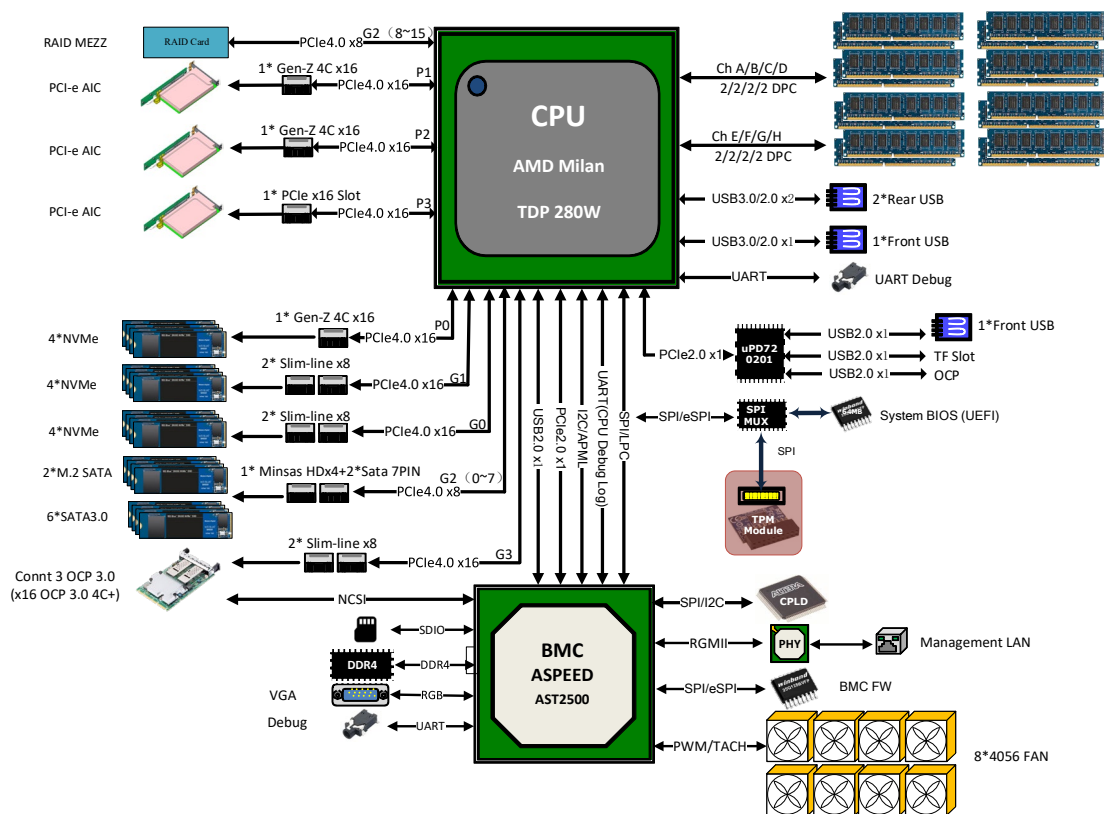 RAID MEZZ
RAID Card
PCIe4.0 x8
G2（8~15）
PCI-e AIC
1* Gen-Z 4C x16
PCIe4.0 x16
P1
PCI-e AIC
1* Gen-Z 4C x16
PCIe4.0 x16
P2
PCI-e AIC
1* PCIe x16 Slot
PCIe4.0 x16
P3
CPU
AMD Milan
TDP 280W
Ch A/B/C/D
2/2/2/2 DPC
Ch E/F/G/H
2/2/2/2 DPC
USB3.0/2.0 x2
2*Rear USB
USB3.0/2.0 x1
1*Front USB
UART
UART Debug
4*NVMe
1* Gen-Z 4C x16
PCIe4.0 x16
P0
4*NVMe
2* Slim-line x8
PCIe4.0 x16
G1
4*NVMe
2* Slim-line x8
PCIe4.0 x16
G0
2*M.2 SATA
1* Minsas HDx4+2*Sata 7PIN
PCIe4.0 x8
G2（0~7）
6*SATA3.0
2* Slim-line x8
PCIe4.0 x16
G3
Connt 3 OCP 3.0
(x16 OCP 3.0 4C+)
NCSI
USB2.0 x1
PCIe2.0 x1
I2C/APML
UART(CPU Debug Log)
SPI/LPC
PCIe2.0 x1
uPD72
0201
USB2.0 x1
1*Front USB
USB2.0 x1
TF Slot
USB2.0 x1
OCP
SPI/eSPI
SPI
MUX
winbond
64MB
System BIOS (UEFI)
SPI
TPM
Module
SDIO
DDR4
DDR4
VGA
RGB
Debug
UART
BMC
ASPEED
AST2500
SPI/I2C
CPLD
RGMII
PHY
Management LAN
SPI/eSPI
winbond
BMC FW
PWM/TACH
8*4056 FAN